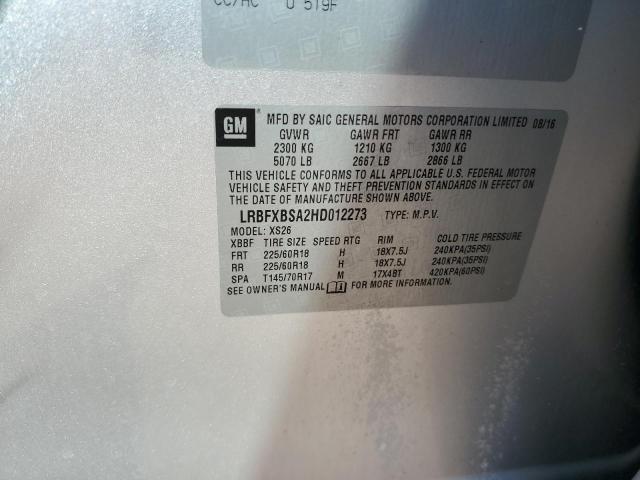 CC/AC U 5T9F
GM
MFD BY SAIC GENERAL MOTORS CORPORATION LIMITED 08/16
GVWR GAWR FRT GAWR RR
2300 KG 1210 KG 1300 KG
5070 LB 2667 LB 2866 LB
THIS VEHICLE CONFORMS TO ALL APPLICABLE U.S. FEDERAL MOTOR
VEHICLE SAFETY AND THEFT PREVENTION STANDARDS IN EFFECT ON
THE DATE OF MANUFACTURE SHOWN ABOVE.
LRBFXBSA2HD012273 TYPE: M.P.V.
MODEL: XS26
XBBF TIRE SIZE SPEED RTG RIM COLD TIRE PRESSURE
FRT 225/60R18 H 18X7.5J 240KPA(35PSI)
RR 225/60R18 H 18X7.5J 240KPA(35PSI)
SPA T145/70R17 M 17X4BT 420KPA(60PSI)
SEE OWNER'S MANUAL FOR MORE INFORMATION